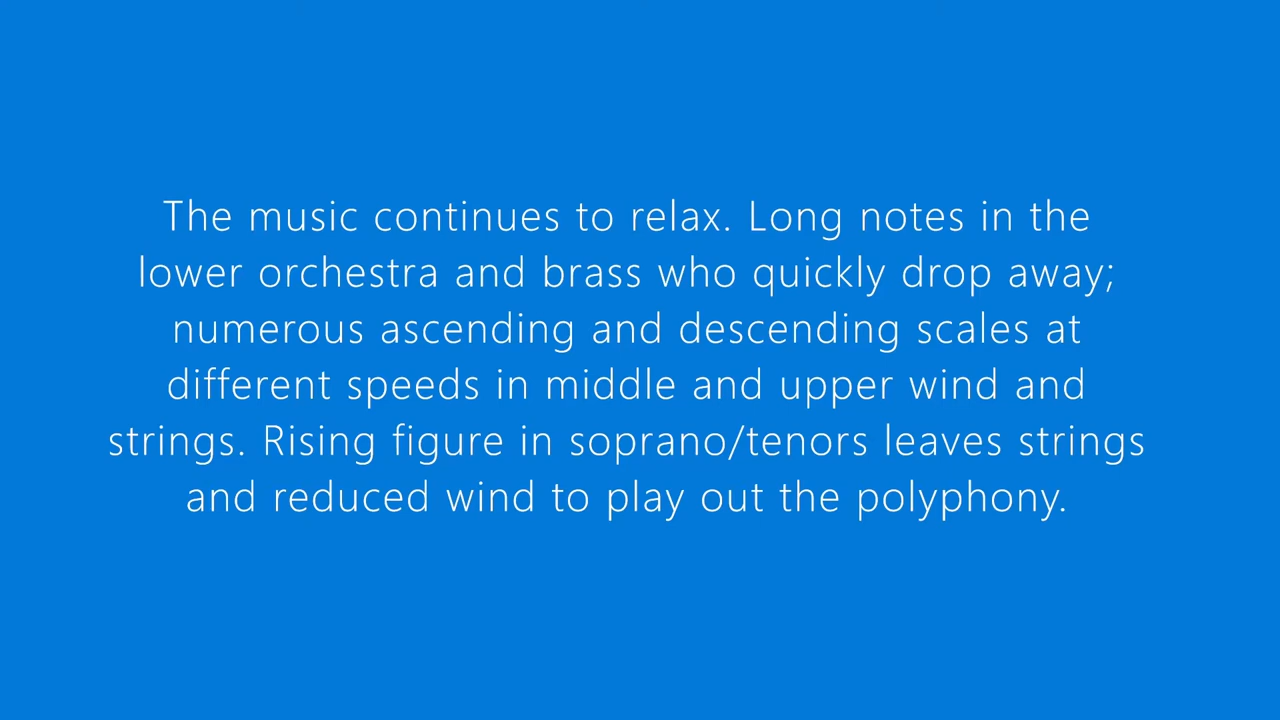 The music continues to relax. Long notes in the
lower orchestra and brass who quickly drop away;
numerous ascending and descending scales at
different speeds in middle and upper wind and
strings. Rising figure in soprano/tenors leaves strings
and reduced wind to play out the polyphony.